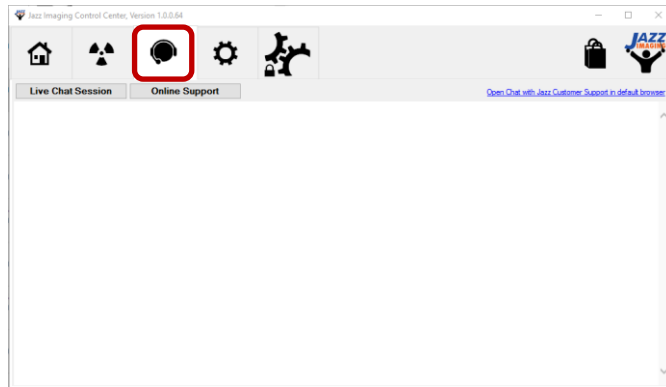 Jazz Imaging Control Center, Version 1.0.0.64
JAZZ
IMAGING
Live Chat Session Online Support Open Chat with Jazz Customer Support in default browser